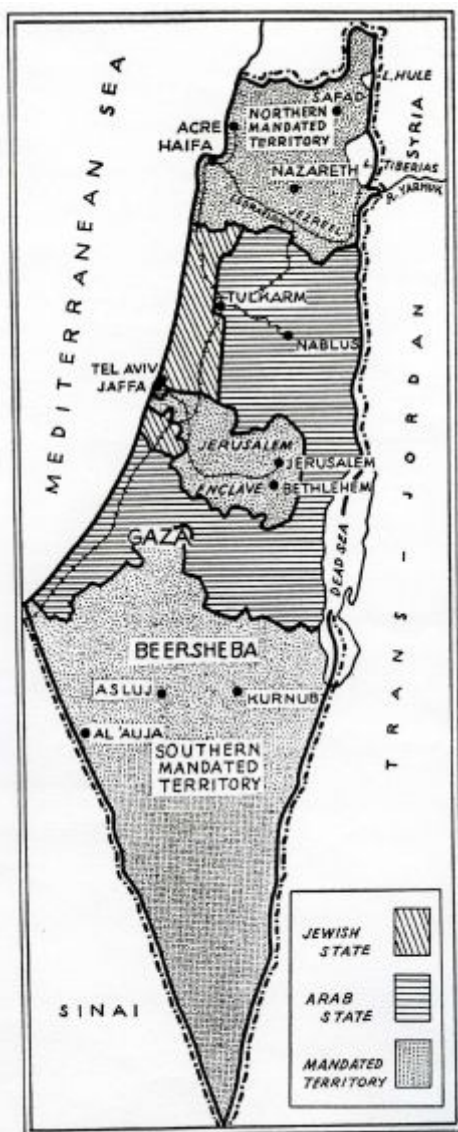 MEDITERRANEAN SEA
L. HULE
SAFAD
NORTHERN
MANDATED
TERRITORY
SYRIA
ACRE
HAIFA
L. TIBERIAS
NAZARETH
R. YARMUK
ESDRAELON
JEZREEL
TULKARM
NABLUS
TRANS - JORDAN
TEL AVIV
JAFFA
JERUSALEM
ENCLAVE
JERUSALEM
BETHLEHEM
DEAD SEA
GAZA
BEERSHEBA
ASLUJ
KURNUB
AL 'AUJA
SOUTHERN
MANDATED
TERRITORY
SINAI
JEWISH
STATE
ARAB
STATE
MANDATED
TERRITORY